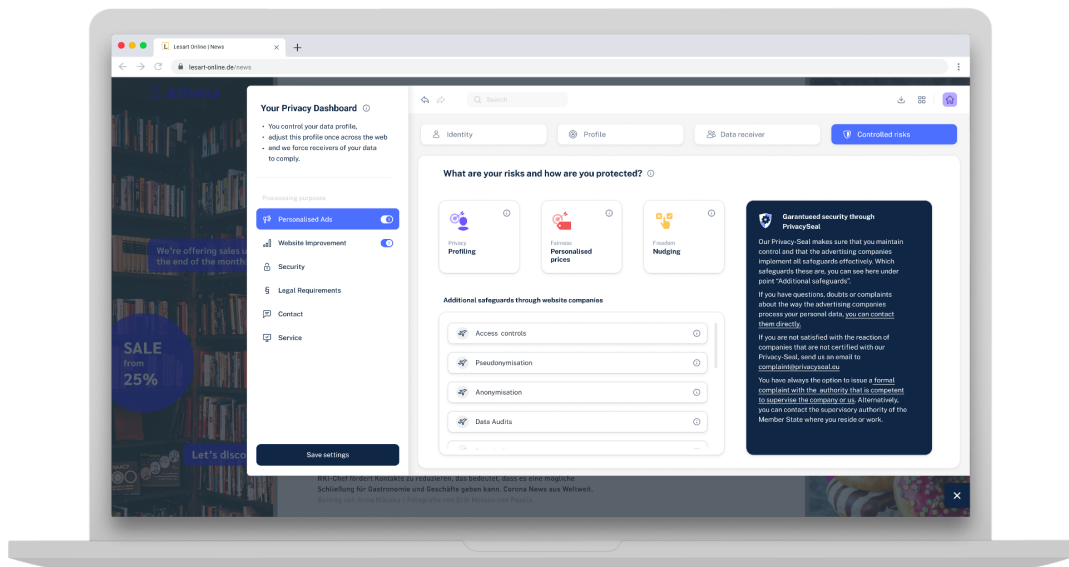 Lesart Online | News
lesart-online.de/news
Your Privacy Dashboard
• You control your data profile,
• adjust this profile once across the web
• and we force receivers of your data
to comply.
Processing purposes
Personalised Ads
Website Improvement
Security
§ Legal Requirements
Contact
Service
Save settings
Search
Identity
Profile
Data receiver
Controlled risks
What are your risks and how are you protected?
Privacy
Profiling
Fairness
Personalised
prices
Freedom
Nudging
Additional safeguards through website companies
Access controls
Pseudonymisation
Anonymisation
Data Audits
Garantueed security through
PrivacySeal
Our Privacy-Seal makes sure that you maintain
control and that the advertising companies
implement all safeguards effectively. Which
safeguards these are, you can see here under
point "Additional safeguards".
If you have questions, doubts or complaints
about the way the advertising companies
process your personal data, you can contact
them directly.
If you are not satisfied with the reaction of
companies that are not certified with our
Privacy-Seal, send us an email to
complaint@privacyseal.eu
You have always the option to issue a formal
complaint with the authority that is competent
to supervise the company or us. Alternatively,
you can contact the supervisory authority of the
Member State where you reside or work.
We're offering sales u
the end of the month
SALE
from
25%
Let's disco
RKI-Chef fordert Kontakte zu reduzieren, das bedeutet, dass es eine mögliche
Schließung für Gastronomie und Geschäfte geben kann. Corona News aus Weltweit.